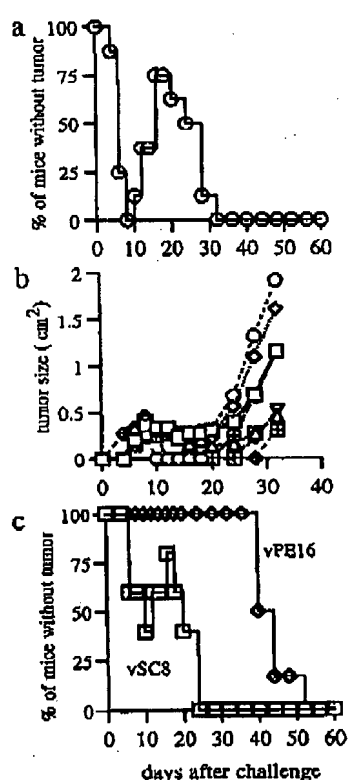 a
% of mice without tumor
100
75
50
25
0
0 10 20 30 40 50 60
b
tumor size ( cm2 )
2
1.5
1
0.5
0
0 10 20 30 40
c
% of mice without tumor
100
75
50
25
0
vPE16
vSC8
10 20 30 40 50 60
days after challenge